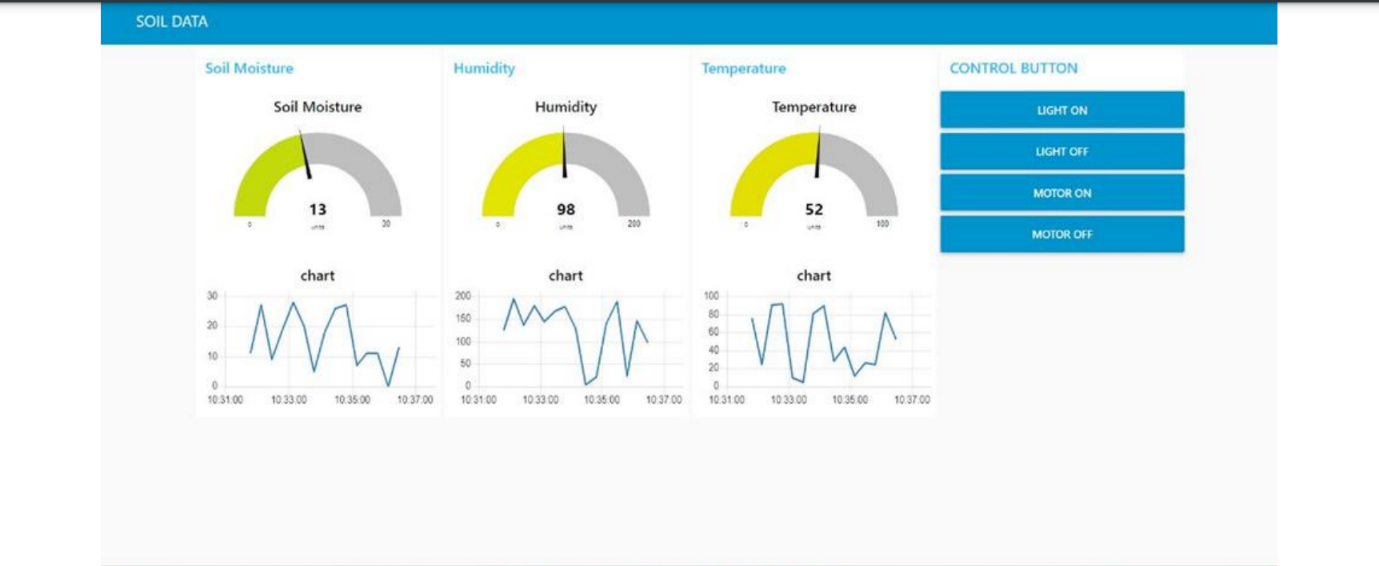 SOIL DATA
Soil Moisture
Soil Moisture
13
units
0
30
chart
30
20
10
0
10:31:00 10:33:00 10:35:00 10:37:00
Humidity
Humidity
98
units
0
200
chart
200
150
100
50
0
10:31:00 10:33:00 10:35:00 10:37:00
Temperature
Temperature
52
units
0
100
chart
100
80
60
40
20
0
10:31:00 10:33:00 10:35:00 10:37:00
CONTROL BUTTON
LIGHT ON
LIGHT OFF
MOTOR ON
MOTOR OFF